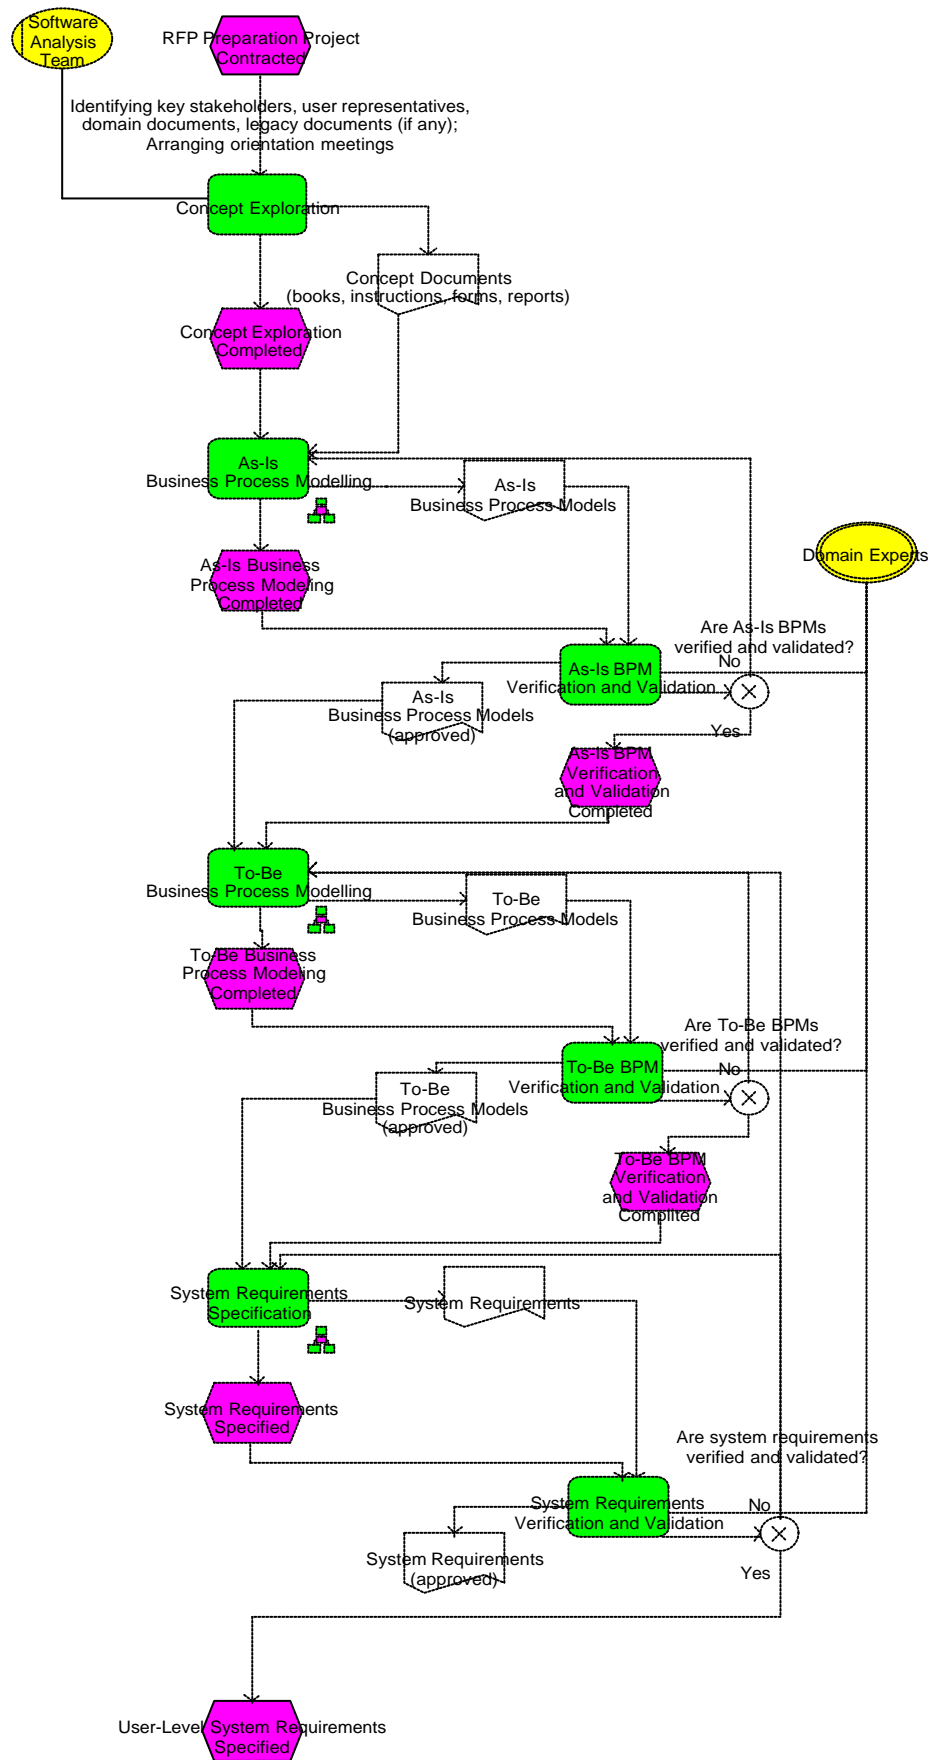 Software
Analysis
Team
RFP Preparation Project
Contracted
Identifying key stakeholders, user representatives,
domain documents, legacy documents (if any);
Arranging orientation meetings
Concept Exploration
Concept Documents
(books, instructions, forms, reports)
Concept Exploration
Completed
As-Is
Business Process Modelling
As-Is
Business Process Models
Domain Experts
As-Is Business
Process Modeling
Completed
Are As-Is BPMs
verified and validated?
No
As-Is BPM
Verification and Validation
As-Is
Business Process Models
(approved)
Yes
As-Is BPM
Verification
and Validation
Completed
To-Be
Business Process Modelling
To-Be
Business Process Models
To-Be Business
Process Modeling
Completed
Are To-Be BPMs
verified and validated?
No
To-Be BPM
Verification and Validation
To-Be
Business Process Models
(approved)
To-Be BPM
Verification
and Validation
Complited
System Requirements
Specification
System Requirements
System Requirements
Specified
Are system requirements
verified and validated?
No
System Requirements
Verification and Validation
System Requirements
(approved)
Yes
User-Level System Requirements
Specified